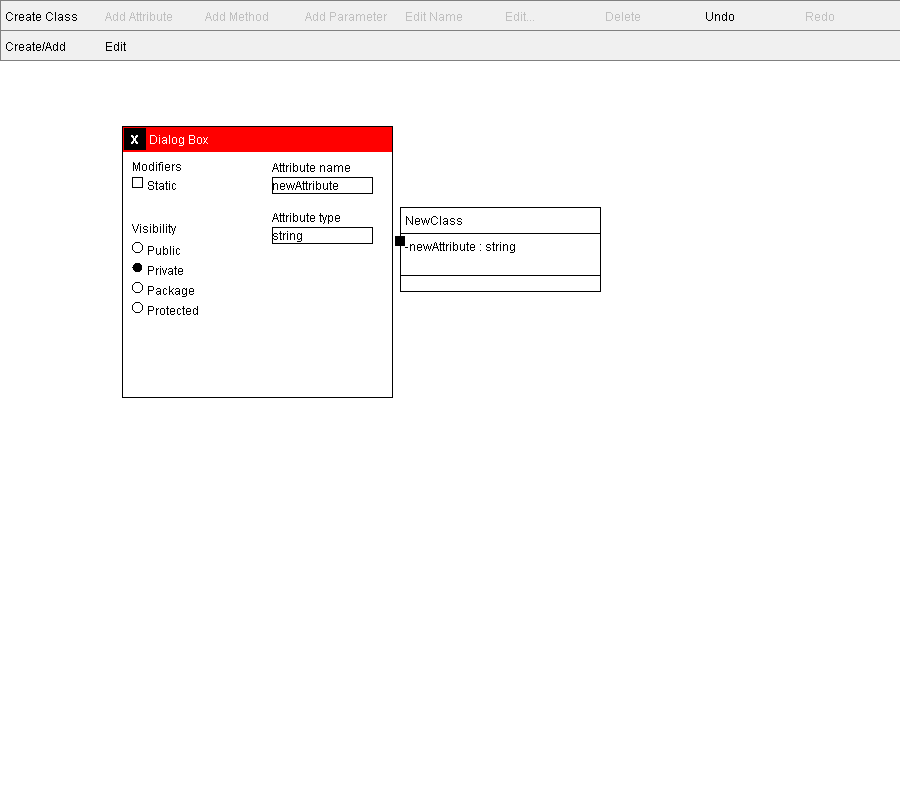 Create Class Add Attribute Add Method Add Parameter Edit Name Edit... Delete Undo Redo
Create/Add Edit
X Dialog Box
Modifiers
Static
Visibility
Public
Private
Package
Protected
Attribute name
newAttribute
Attribute type
string
NewClass
-newAttribute : string